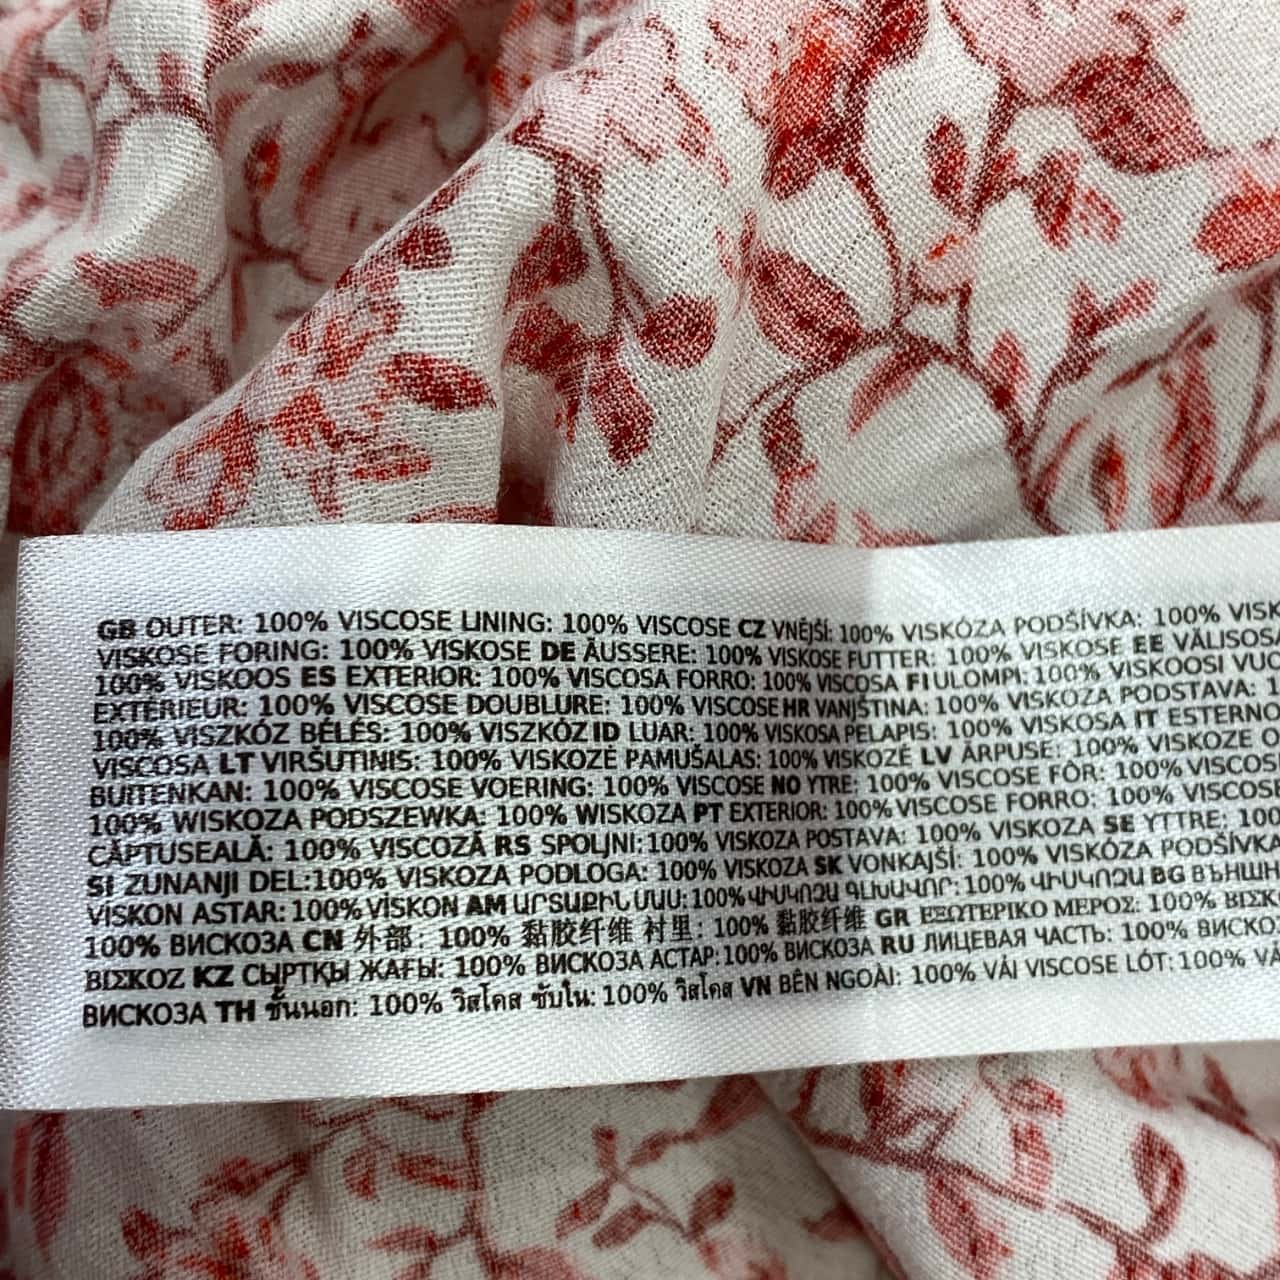 GB OUTER: 100% VISCOSE LINING: 100% VISCOSE CZ VNĚJŠÍ: 100% VISKÓZA PODŠÍVKA: 100% VISK
VISKOSE FORING: 100% VISKOSE DE ÄUSSERE: 100% VISKOSE FUTTER: 100% VISKOSE EE VÄLISOSA
100% VISKOOS ES EXTERIOR: 100% VISCOSA FORRO: 100% VISCOSA FI ULOMPI: 100% VISKOOSI VUO
EXTÉRIEUR: 100% VISCOSE DOUBLURE: 100% VISCOSE HR VANJŠTINA: 100% VISKOZA PODSTAVA: 1
100% VISZKÓZ BÉLÉS: 100% VISZKÓZ ID LUAR: 100% VISKOSA PELAPIS: 100% VISKOSA IT ESTERNO
VISCOSA LT VIRŠUTINIS: 100% VISKOZĖ PAMUŠALAS: 100% VISKOZĖ LV ĀRPUSE: 100% VISKOZE O
BUITENKAN: 100% VISCOSE VOERING: 100% VISCOSE NO YTRE: 100% VISCOSE FÔR: 100% VISCOS
100% WISKOZA PODSZEWKA: 100% WISKOZA PT EXTERIOR: 100% VISCOSE FORRO: 100% VISCOSE
CĂPTUSEALĂ: 100% VISCOZĂ RS SPOLJNI: 100% VISKOZA POSTAVA: 100% VISKOZA SE YTTRE: 100
SI ZUNANJI DEL:100% VISKOZA PODLOGA: 100% VISKOZA SK VONKAJŠÍ: 100% VISKÓZA PODŠÍVKA
VİSKON ASTAR: 100% VİSKON AM ԱՐՏԱՔԻՆ ՄԱՍ: 100% ՎԻՍԿՈԶԱ ԳԼԽԱՎՈՐ: 100% ՎԻՍԿՈԶԱ BG ВЪНШН
100% ВИСКОЗА CN 外部: 100% 黏胶纤维 衬里: 100% 黏胶纤维 GR ΕΞΩΤΕΡΙΚΟ ΜΕΡΟΣ: 100% ΒΙΣΚ
ΒΙΣΚΟΖ KZ СЫРТҚЫ ЖАҒЫ: 100% ВИСКОЗА АСТАР: 100% ВИСКОЗА RU ЛИЦЕВАЯ ЧАСТЬ: 100% ВИСКО
ВИСКОЗА TH ชั้นนอก: 100% วิสโคส ซับใน: 100% วิสโคส VN BÊN NGOÀI: 100% VẢI VISCOSE LÓT: 100% VẢ